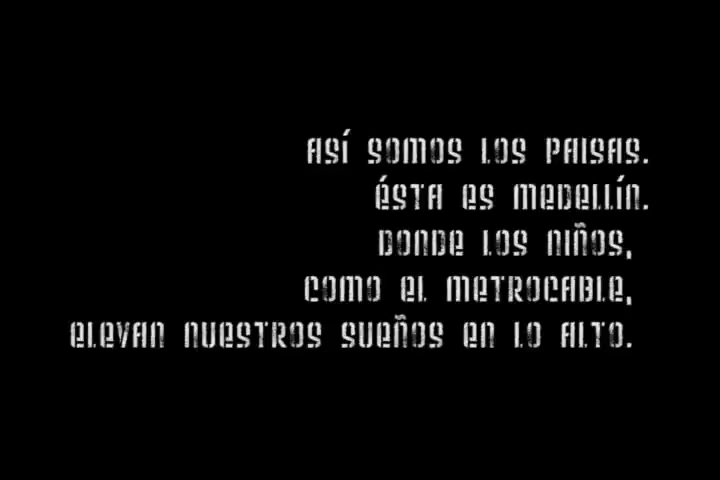 así somos los paisas.
ésta es medellín.
donde los niños,
como el metrocable,
elevan nuestros sueños en lo alto.